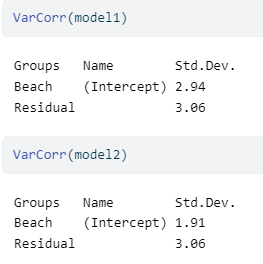 VarCorr(model1)
Groups Name Std.Dev.
Beach (Intercept) 2.94
Residual 3.06
VarCorr(model2)
Groups Name Std.Dev.
Beach (Intercept) 1.91
Residual 3.06